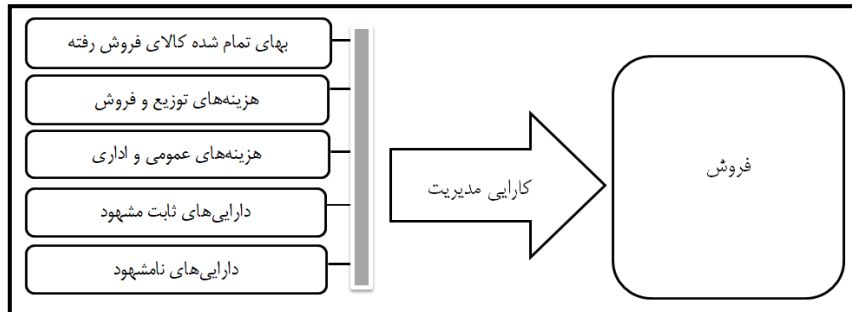 بهای تمام شده کالای فروش رفته
هزینه‌های توزیع و فروش
هزینه‌های عمومی و اداری
دارایی‌های ثابت مشهود
دارایی‌های نامشهود
کارایی مدیریت
فروش